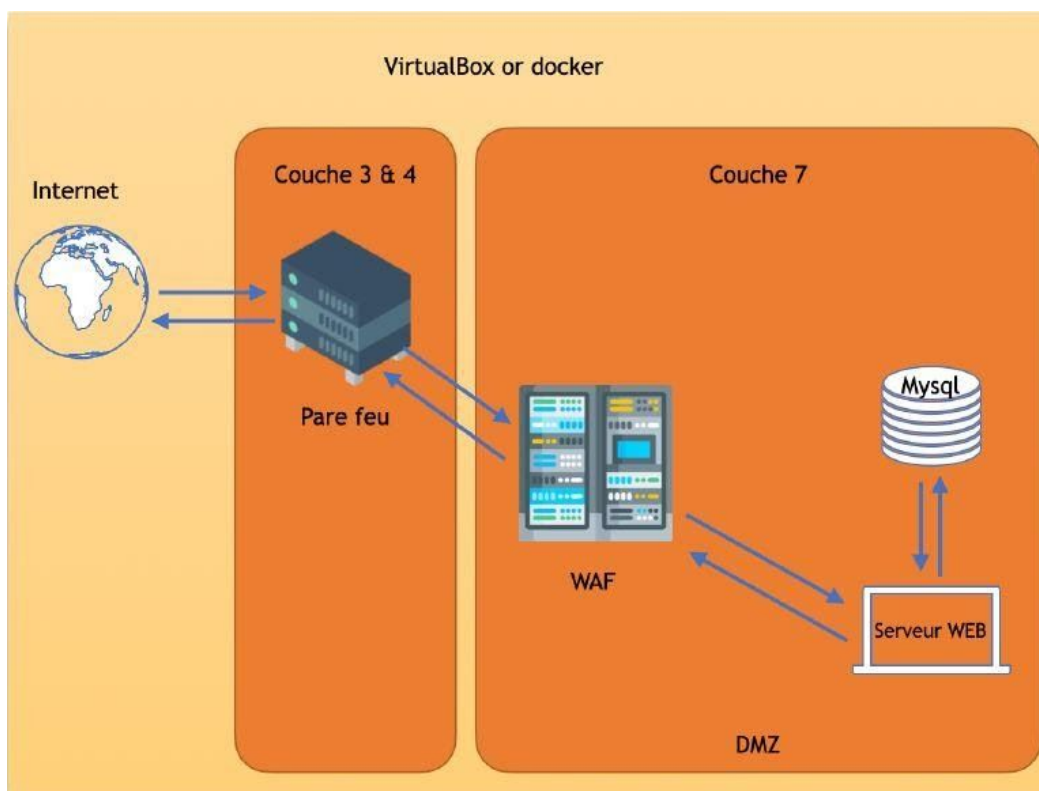 VirtualBox or docker
Internet
Couche 3 & 4
Couche 7
Pare feu
WAF
Mysql
Serveur WEB
DMZ